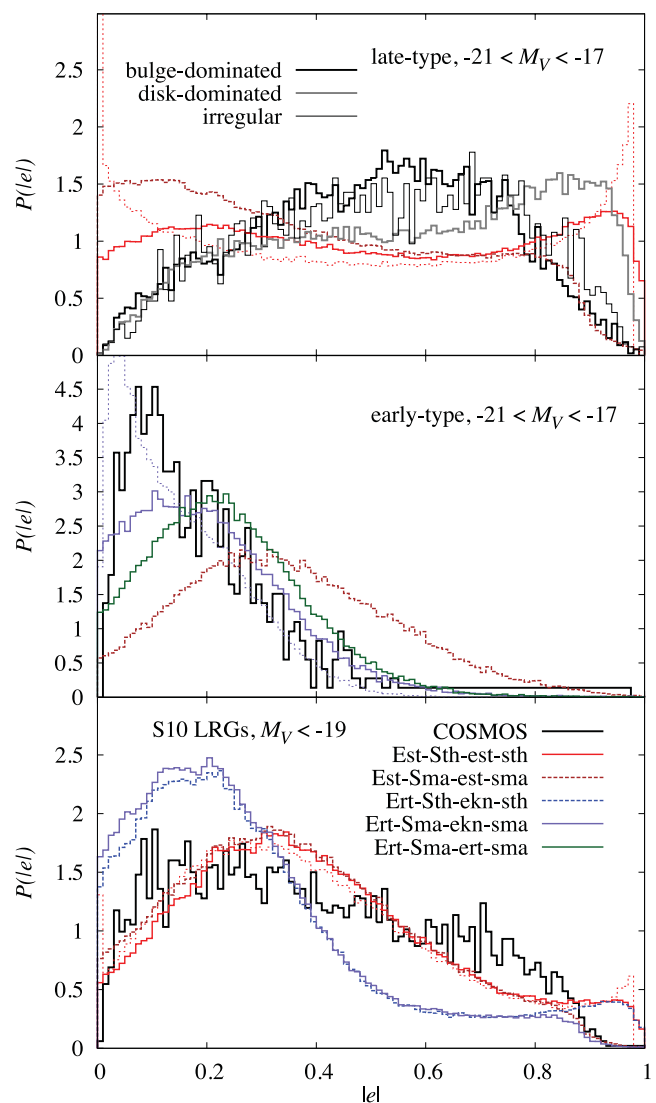 late-type, -21 < M_V < -17
bulge-dominated
disk-dominated
irregular
P(|e|)
2.5
2
1.5
1
0.5
0
early-type, -21 < M_V < -17
P(|e|)
4.5
4
3.5
3
2.5
2
1.5
1
0.5
0
S10 LRGs, M_V < -19
COSMOS
Est-Sth-est-sth
Est-Sma-est-sma
Ert-Sth-ekn-sth
Ert-Sma-ekn-sma
Ert-Sma-ert-sma
P(|e|)
2.5
2
1.5
1
0.5
0
0 0.2 0.4 0.6 0.8 1
|e|